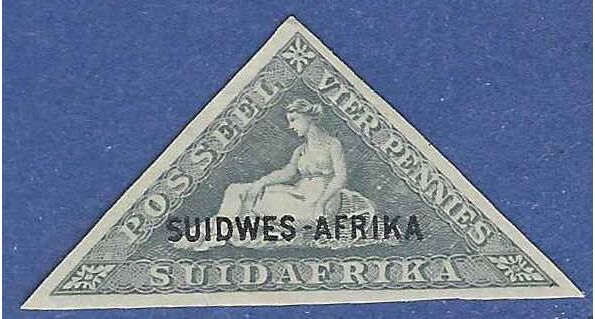 POSSEEL
VIER PENNIES
SUIDWES-AFRIKA
SUIDAFRIKA